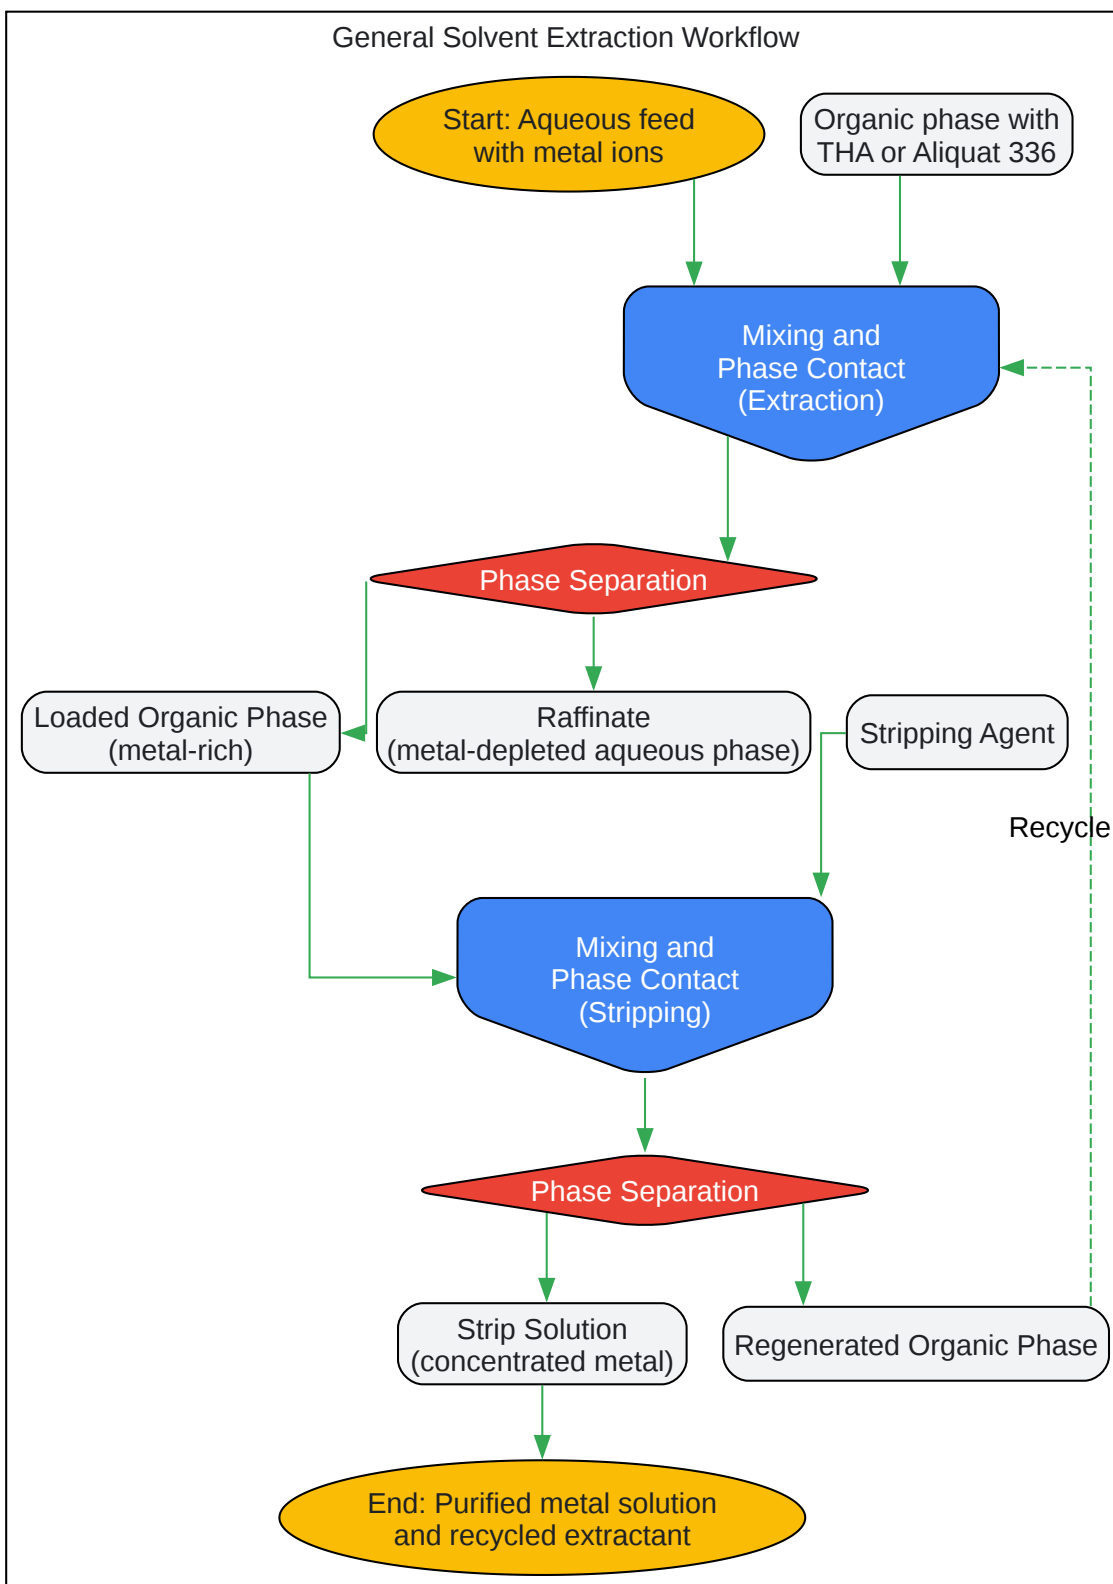 General Solvent Extraction Workflow
Start: Aqueous feed
with metal ions
Organic phase with
THA or Aliquat 336
Mixing and
Phase Contact
(Extraction)
Phase Separation
Loaded Organic Phase
(metal-rich)
Raffinate
(metal-depleted aqueous phase)
Stripping Agent
Recycle
Mixing and
Phase Contact
(Stripping)
Phase Separation
Strip Solution
(concentrated metal)
Regenerated Organic Phase
End: Purified metal solution
and recycled extractant